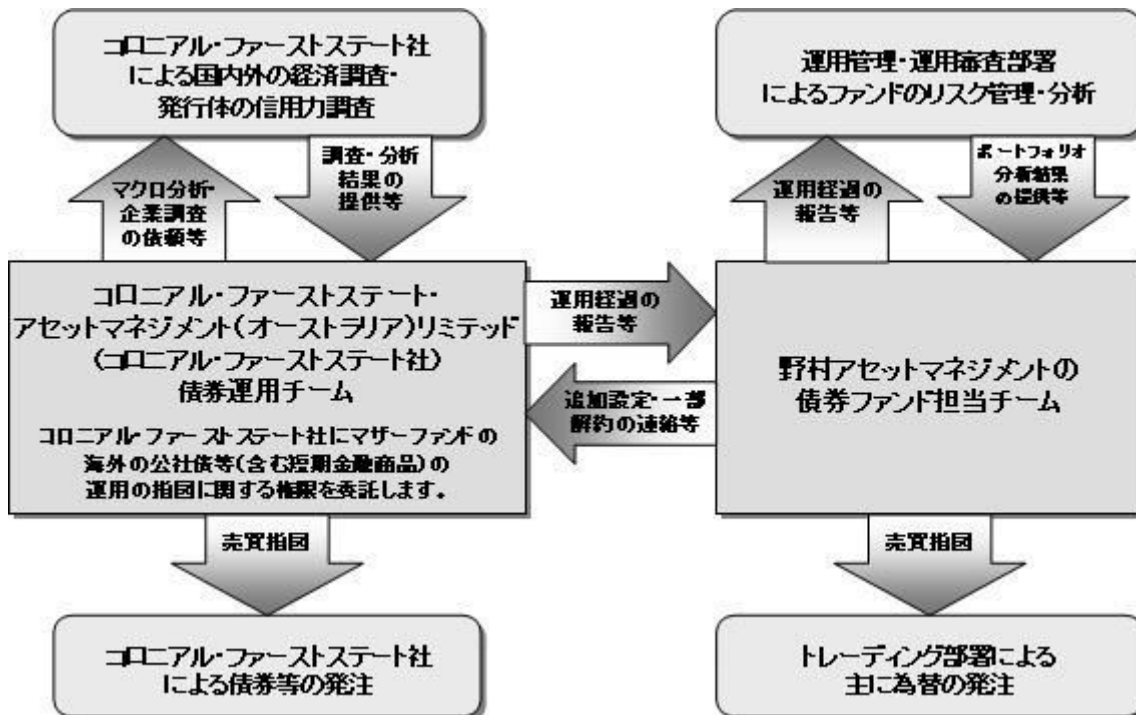 コロニアル・ファーストステート社
による国内外の経済調査・
発行体の信用力調査
運用管理・運用審査部署
によるファンドのリスク管理・分析
マクロ分析・
企業調査
の依頼等
調査・分析
結果の
提供等
運用経過の
報告等
ポートフォリオ
分析結果
の提供等
コロニアル・ファーストステート・
アセットマネジメント(オーストラリア)リミテッド
(コロニアル・ファーストステート社)
債券運用チーム
コロニアル・ファーストステート社にマザーファンドの
海外の公社債等(含む短期金融商品)の
運用の指図に関する権限を委託します。
運用経過の
報告等
追加設定・一部
解約の連絡等
野村アセットマネジメントの
債券ファンド担当チーム
売買指図
売買指図
コロニアル・ファーストステート社
による債券等の発注
トレーディング部署による
主に為替の発注